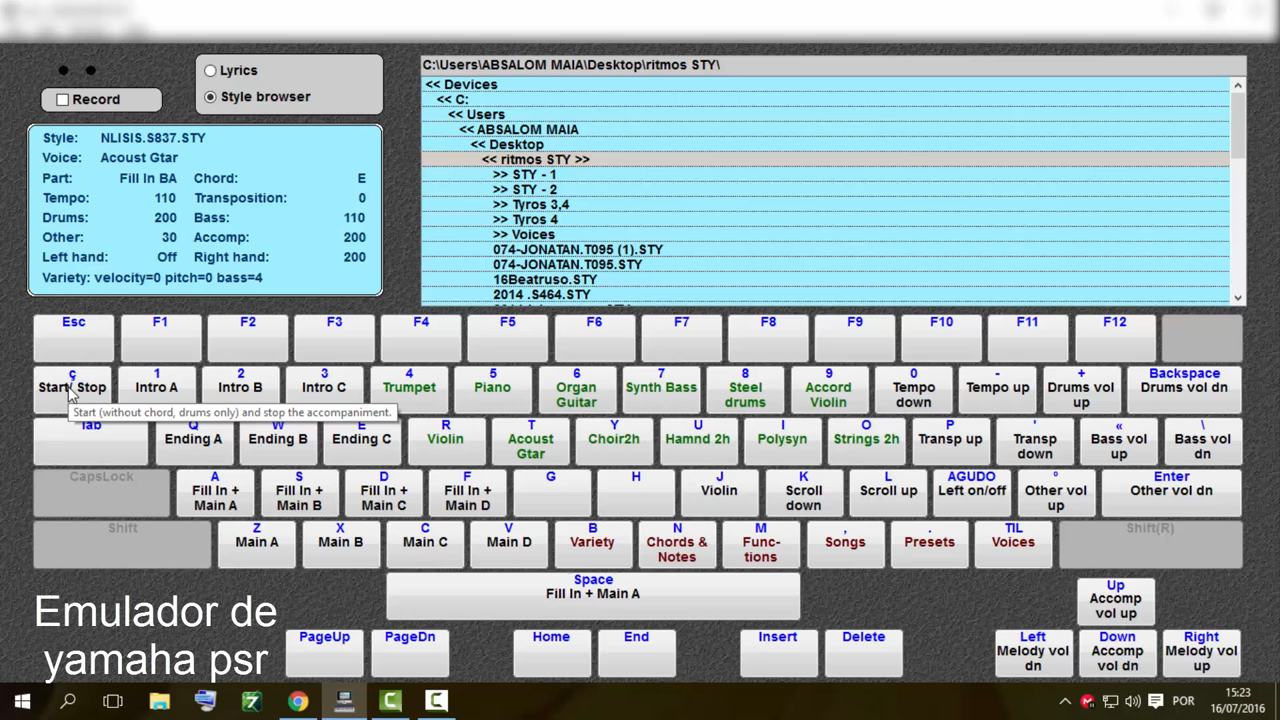 Lyrics
Style browser
Record
C:\Users\ABSALOM MAIA\Desktop\ritmos STY\
<< Devices
<< C:
<< Users
<< ABSALOM MAIA
<< Desktop
<< ritmos STY >>
>> STY - 1
>> STY - 2
>> Tyros 3,4
>> Tyros 4
>> Voices
074-JONATAN.T095 (1).STY
074-JONATAN.T095.STY
16Beatruso.STY
2014 .S464.STY
Style: NLISIS.S837.STY
Voice: Acoust Gtar
Part: Fill In BA Chord: E
Tempo: 110 Transposition: 0
Drums: 200 Bass: 110
Other: 30 Accomp: 200
Left hand: Off Right hand: 200
Variety: velocity=0 pitch=0 bass=4
Esc F1 F2 F3 F4 F5 F6 F7 F8 F9 F10 F11 F12
ç 1 2 3 4 5 6 7 8 9 0 - + Backspace
Start/Stop Intro A Intro B Intro C Trumpet Piano Organ Guitar Synth Bass Steel drums Accord Violin Tempo down Tempo up Drums vol up Drums vol dn
Start (without chord, drums only) and stop the accompaniment.
Tab Q W E R T Y U I O P ' « \
Ending A Ending B Ending C Violin Acoust Gtar Choir2h Hamnd 2h Polysyn Strings 2h Transp up Transp down Bass vol up Bass vol dn
CapsLock A S D F G H J K L AGUDO º Enter
Fill In + Main A Fill In + Main B Fill In + Main C Fill In + Main D Violin Scroll down Scroll up Left on/off Other vol up Other vol dn
Shift Z X C V B N M , . TIL Shift(R)
Main A Main B Main C Main D Variety Chords & Notes Func- tions Songs Presets Voices
Space
Fill In + Main A
Up
Accomp vol up
Emulador de
yamaha psr
PageUp PageDn Home End Insert Delete Left Down Right
Melody vol dn Accomp vol dn Melody vol up
POR
15:23
16/07/2016